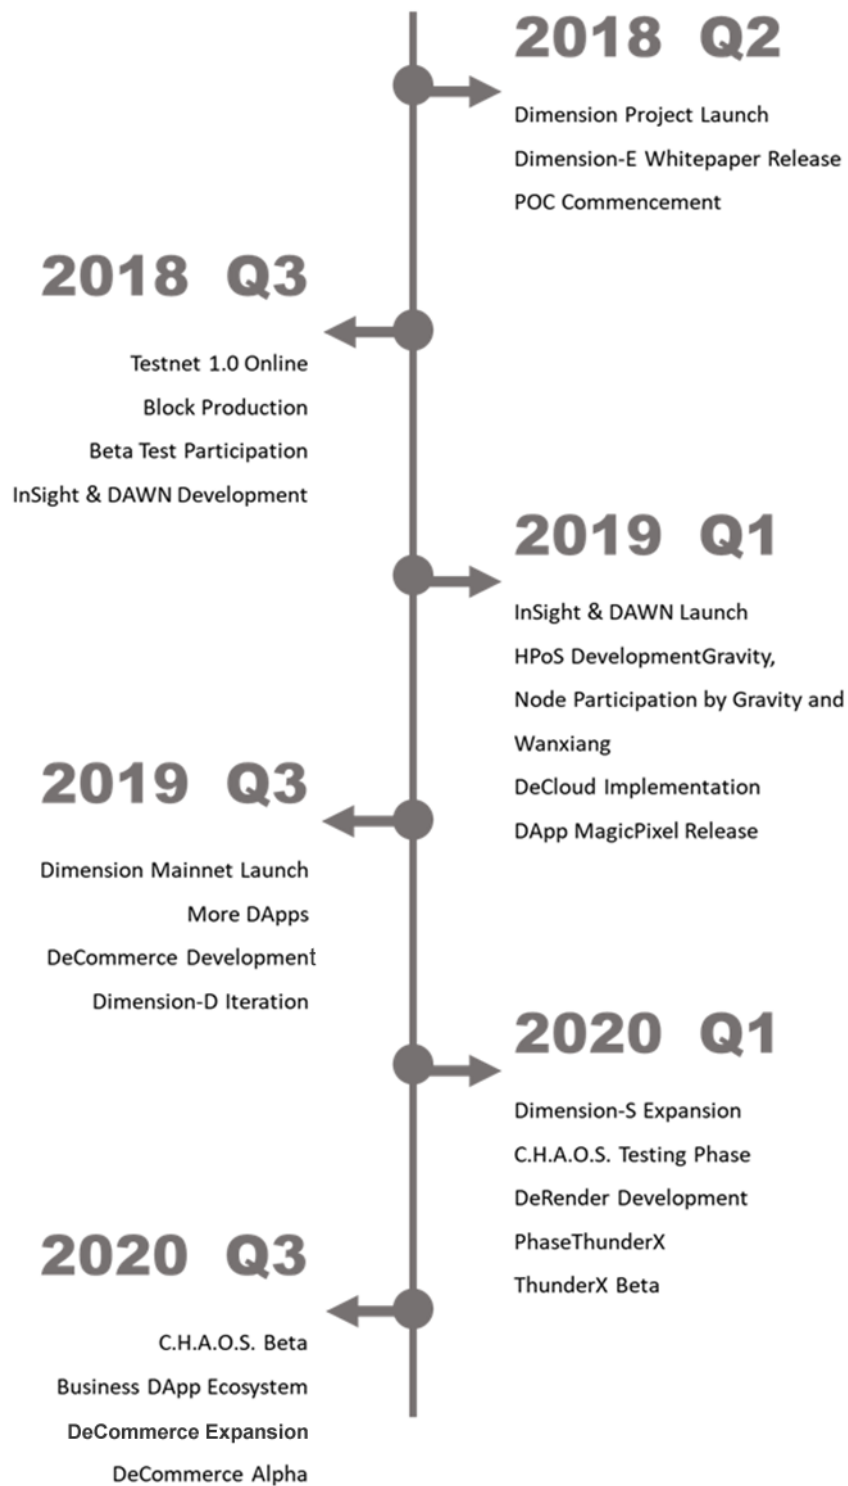 2018 Q2
Dimension Project Launch
Dimension-E Whitepaper Release
POC Commencement
2018 Q3
Testnet 1.0 Online
Block Production
Beta Test Participation
InSight & DAWN Development
2019 Q1
InSight & DAWN Launch
HPoS DevelopmentGravity,
Node Participation by Gravity and
Wanxiang
DeCloud Implementation
DApp MagicPixel Release
2019 Q3
Dimension Mainnet Launch
More DApps
DeCommerce Development
Dimension-D Iteration
2020 Q1
Dimension-S Expansion
C.H.A.O.S. Testing Phase
DeRender Development
PhaseThunderX
ThunderX Beta
2020 Q3
C.H.A.O.S. Beta
Business DApp Ecosystem
DeCommerce Expansion
DeCommerce Alpha